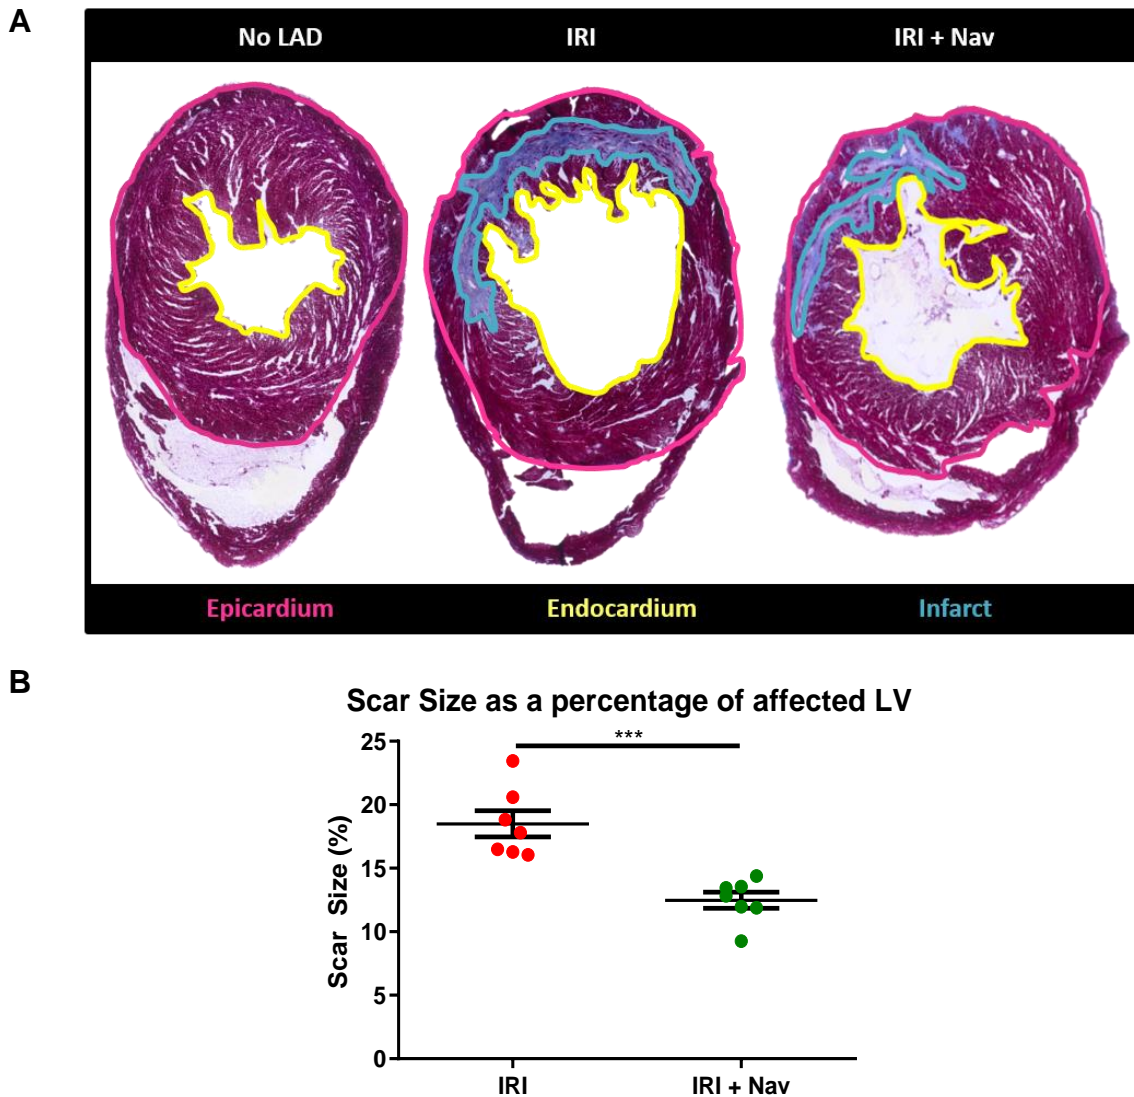 A
No LAD IRI IRI + Nav
Epicardium Endocardium Infarct
B
Scar Size as a percentage of affected LV
***
25
20
15
10
5
0
Scar Size (%)
IRI IRI + Nav